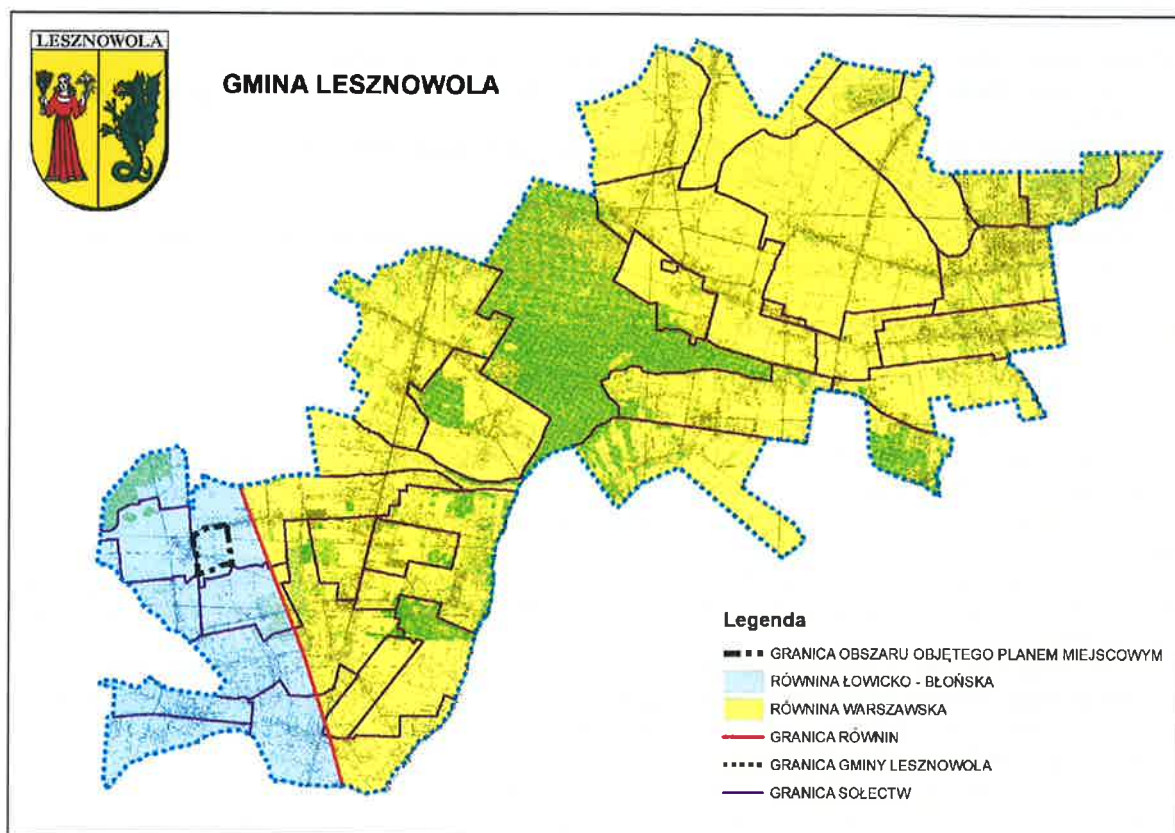 LESZNOWOLA
GMINA LESZNOWOLA
Legenda
GRANICA OBSZARU OBJĘTEGO PLANEM MIEJSCOWYM
RÓWNINA ŁOWICKO - BŁOŃSKA
RÓWNINA WARSZAWSKA
GRANICA RÓWNIN
GRANICA GMINY LESZNOWOLA
GRANICA SOŁECTW